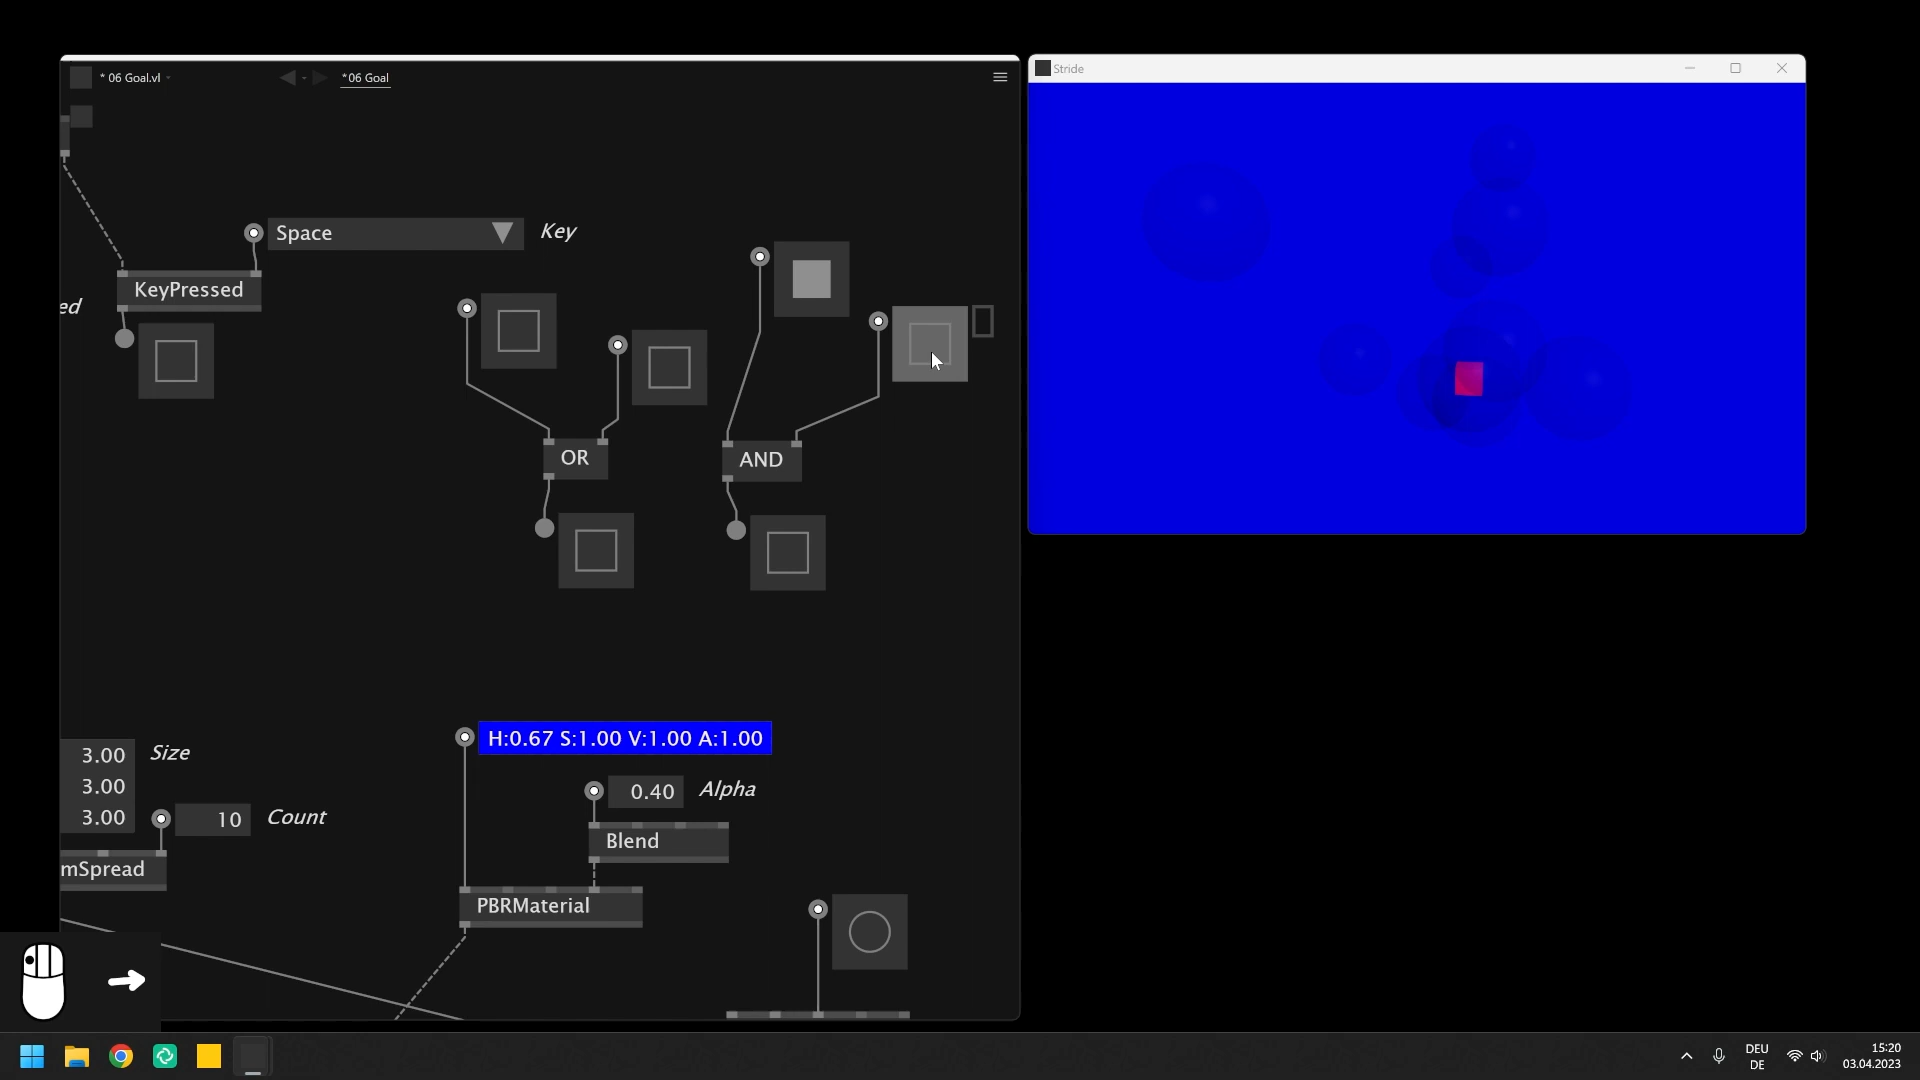 * 06 Goal.vl
*06 Goal
Stride
Space
Key
KeyPressed
ed
OR
AND
H:0.67 S:1.00 V:1.00 A:1.00
3.00
3.00
3.00
Size
10
Count
0.40
Alpha
Blend
mSpread
PBRMaterial
DEU
DE
15:20
03.04.2023